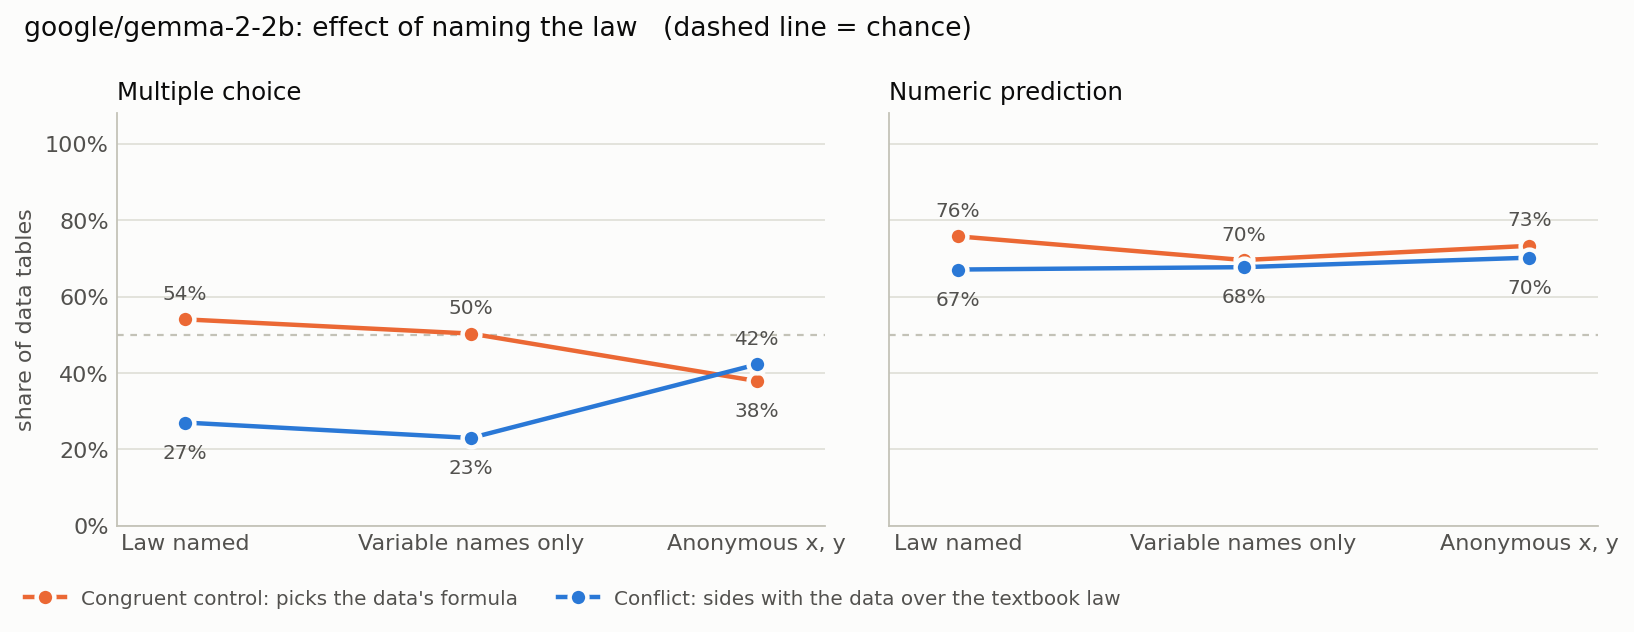 google/gemma-2-2b: effect of naming the law   (dashed line = chance)
Multiple choice
share of data tables
100%
80%
60%
40%
20%
0%
54%
50%
42%
27%
23%
38%
Law named
Variable names only
Anonymous x, y
Numeric prediction
76%
70%
73%
67%
68%
70%
Law named
Variable names only
Anonymous x, y
Congruent control: picks the data's formula
Conflict: sides with the data over the textbook law